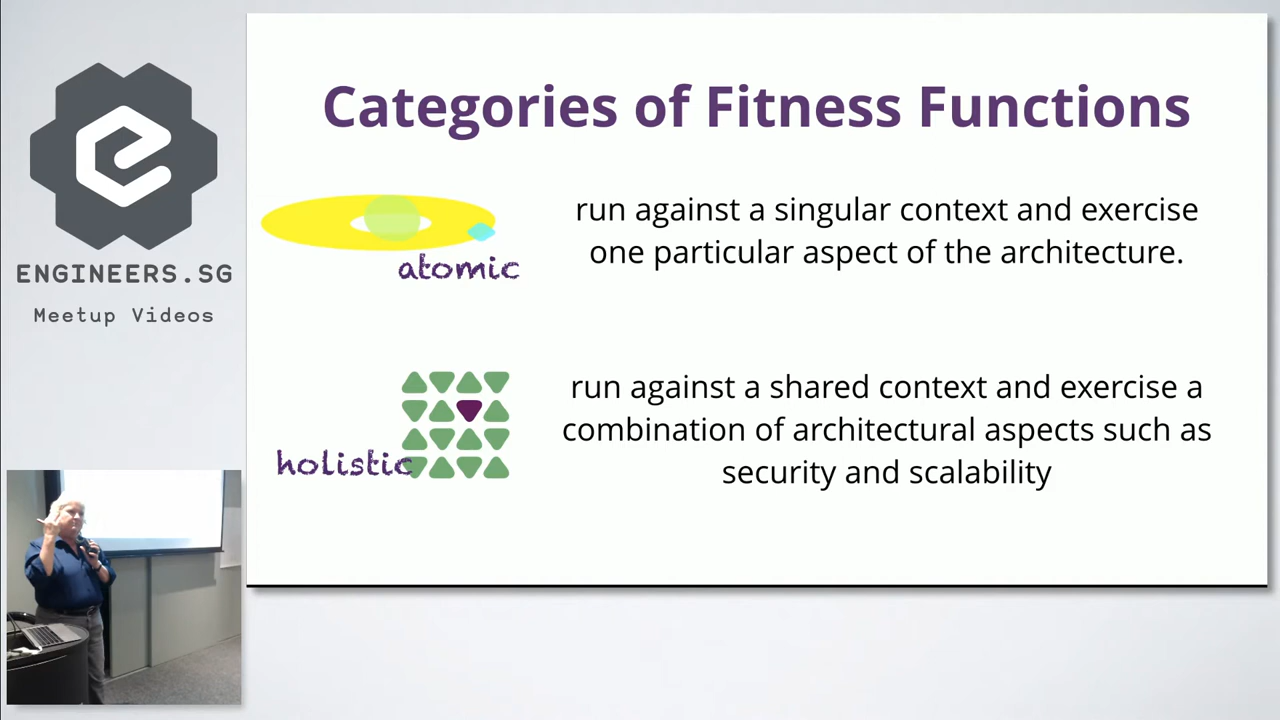 ENGINEERS.SG
Meetup Videos
Categories of Fitness Functions
atomic
run against a singular context and exercise
one particular aspect of the architecture.
holistic
run against a shared context and exercise a
combination of architectural aspects such as
security and scalability